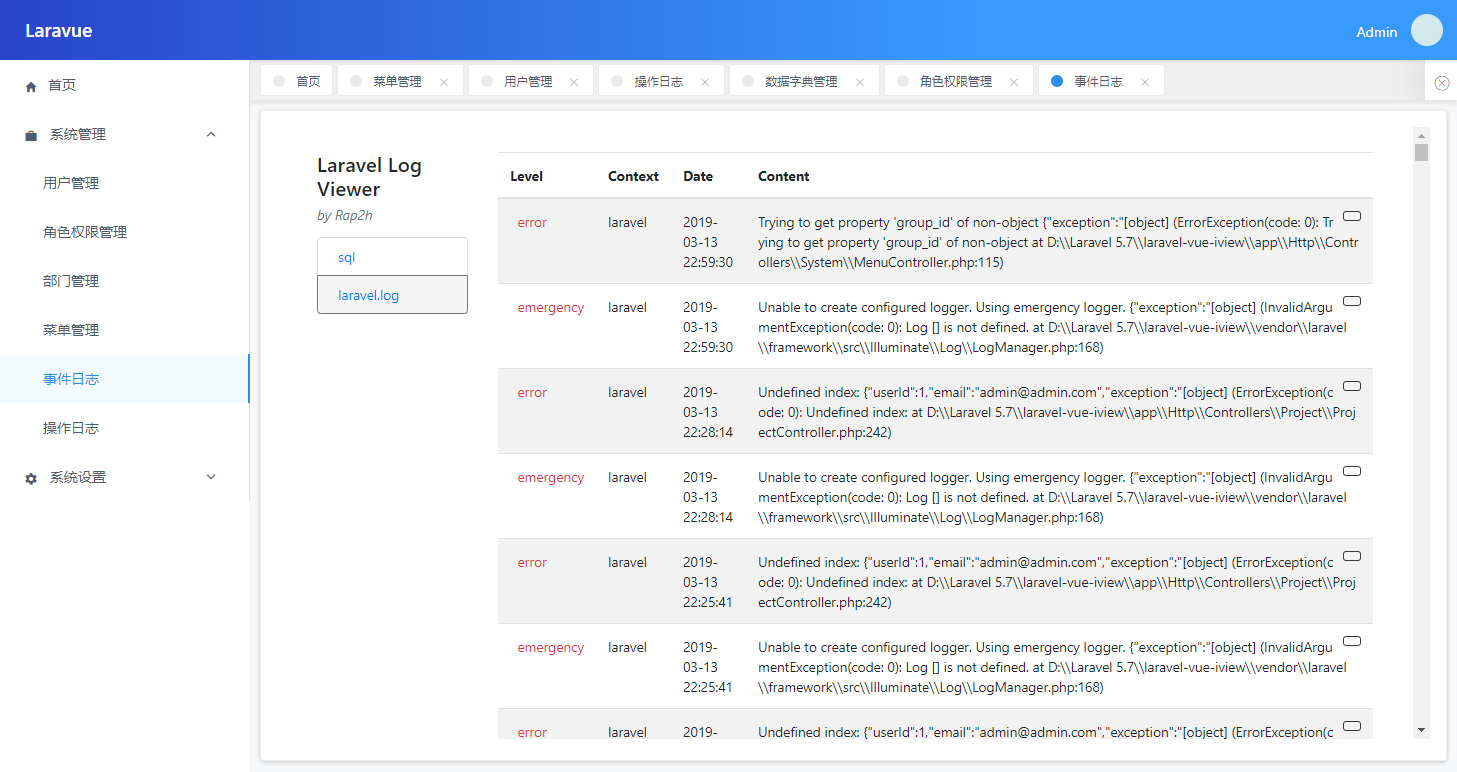 Laravue
Admin
首页
系统管理
用户管理
角色权限管理
部门管理
菜单管理
事件日志
操作日志
系统设置
首页 菜单管理 用户管理 操作日志 数据字典管理 角色权限管理 事件日志
Laravel Log
Viewer
by Rap2h
sql
laravel.log
Level Context Date Content
error laravel 2019-
03-13
22:59:30
Trying to get property 'group_id' of non-object {"exception":"[object] (ErrorException(code: 0): Tr
ying to get property 'group_id' of non-object at D:\\Laravel 5.7\\laravel-vue-iview\\app\\Http\\Contr
ollers\\System\\MenuController.php:115)
emergency laravel 2019-
03-13
22:59:30
Unable to create configured logger. Using emergency logger. {"exception":"[object] (InvalidArgu
mentException(code: 0): Log [] is not defined. at D:\\Laravel 5.7\\laravel-vue-iview\\vendor\\laravel
\\framework\\src\\Illuminate\\Log\\LogManager.php:168)
error laravel 2019-
03-13
22:28:14
Undefined index: {"userId":1,"email":"admin@admin.com","exception":"[object] (ErrorException(c
ode: 0): Undefined index: at D:\\Laravel 5.7\\laravel-vue-iview\\app\\Http\\Controllers\\Project\\Proj
ectController.php:242)
emergency laravel 2019-
03-13
22:28:14
Unable to create configured logger. Using emergency logger. {"exception":"[object] (InvalidArgu
mentException(code: 0): Log [] is not defined. at D:\\Laravel 5.7\\laravel-vue-iview\\vendor\\laravel
\\framework\\src\\Illuminate\\Log\\LogManager.php:168)
error laravel 2019-
03-13
22:25:41
Undefined index: {"userId":1,"email":"admin@admin.com","exception":"[object] (ErrorException(c
ode: 0): Undefined index: at D:\\Laravel 5.7\\laravel-vue-iview\\app\\Http\\Controllers\\Project\\Proj
ectController.php:242)
emergency laravel 2019-
03-13
22:25:41
Unable to create configured logger. Using emergency logger. {"exception":"[object] (InvalidArgu
mentException(code: 0): Log [] is not defined. at D:\\Laravel 5.7\\laravel-vue-iview\\vendor\\laravel
\\framework\\src\\Illuminate\\Log\\LogManager.php:168)
error laravel 2019-
Undefined index: {"userId":1,"email":"admin@admin.com","exception":"[object] (ErrorException(c